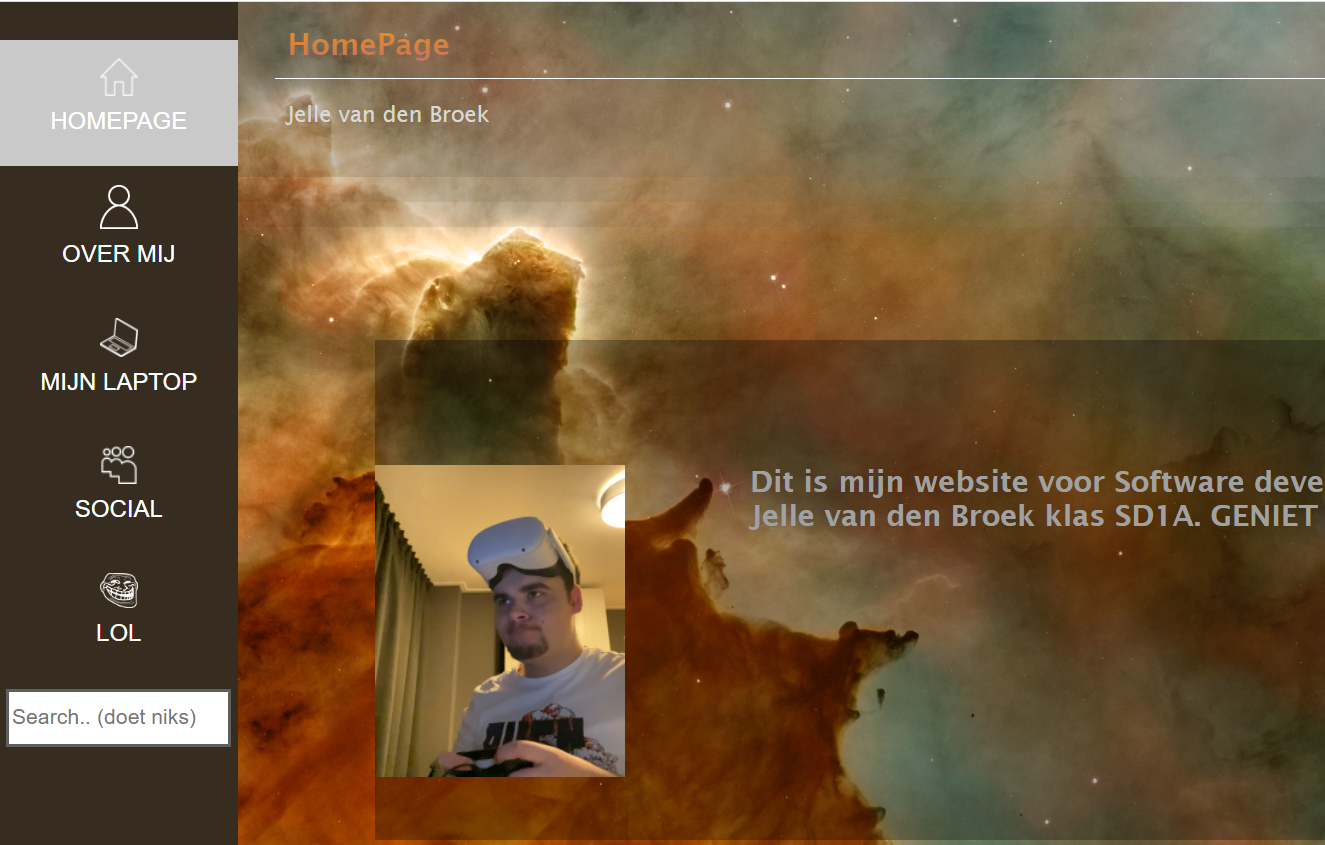 HOMEPAGE
OVER MIJ
MIJN LAPTOP
SOCIAL
LOL
Search.. (doet niks)
HomePage
Jelle van den Broek
Dit is mijn website voor Software deve
Jelle van den Broek klas SD1A. GENIET